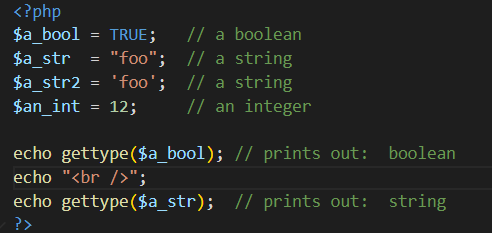 <?php
$a_bool = TRUE;   // a boolean
$a_str  = "foo";  // a string
$a_str2 = 'foo';  // a string
$an_int = 12;     // an integer

echo gettype($a_bool); // prints out:  boolean
echo "<br />";
echo gettype($a_str);  // prints out:  string
?>